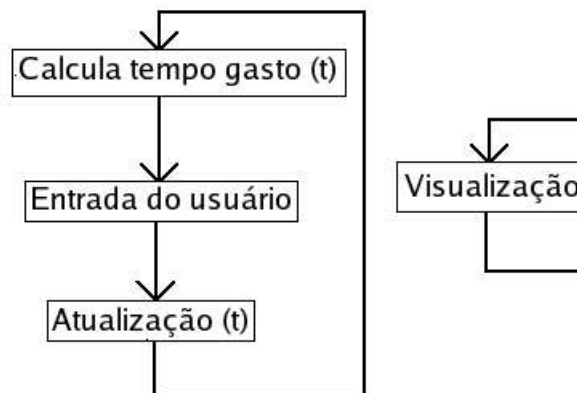 Calcula tempo gasto (t)
Entrada do usuário
Visualização
Atualização (t)